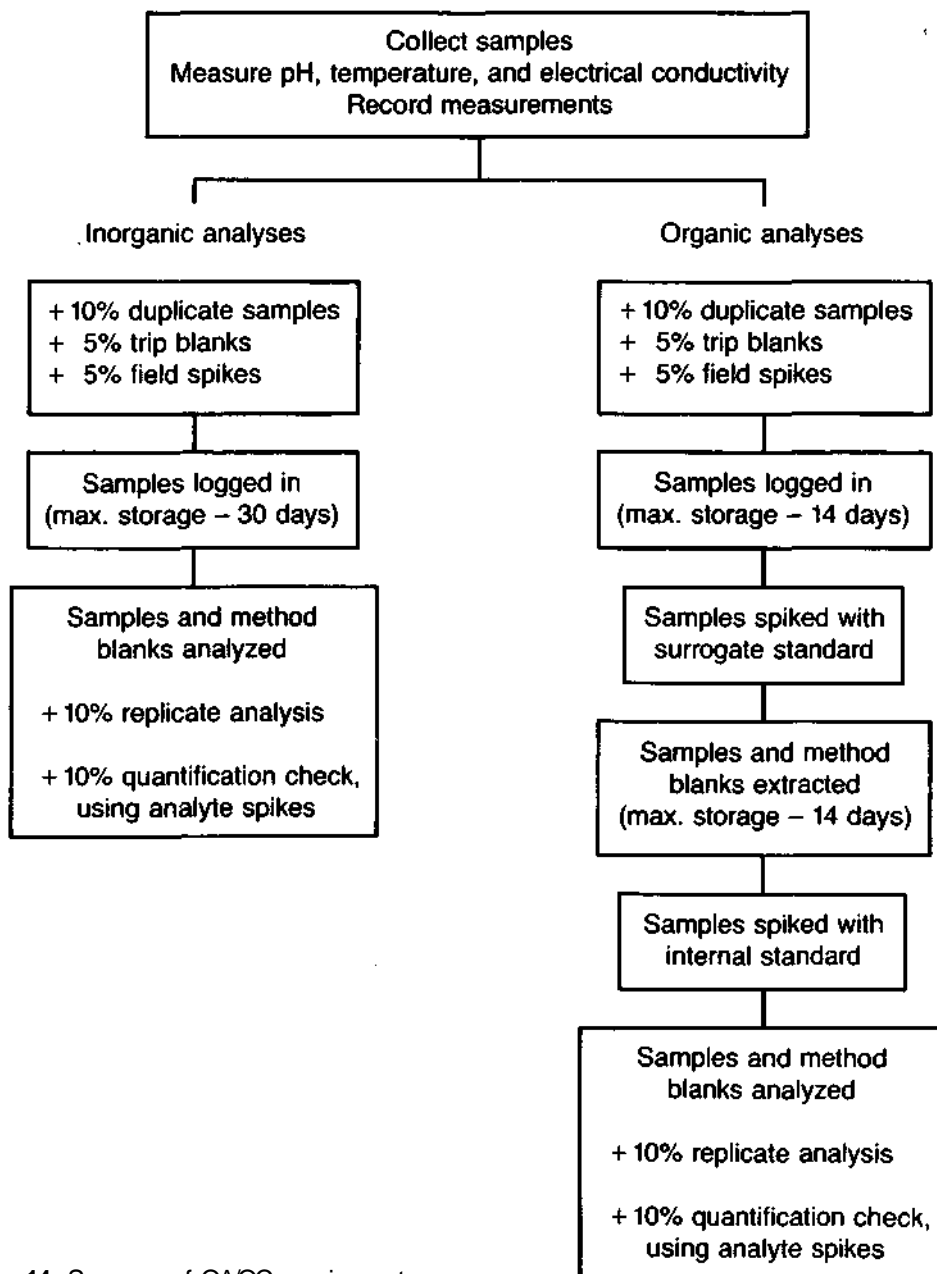 Collect samples
Measure pH, temperature, and electrical conductivity
Record measurements
Inorganic analyses
+ 10% duplicate samples
+ 5% trip blanks
+ 5% field spikes
Samples logged in
(max. storage – 30 days)
Samples and method
blanks analyzed
+ 10% replicate analysis
+ 10% quantification check,
using analyte spikes
Organic analyses
+ 10% duplicate samples
+ 5% trip blanks
+ 5% field spikes
Samples logged in
(max. storage – 14 days)
Samples spiked with
surrogate standard
Samples and method
blanks extracted
(max. storage – 14 days)
Samples spiked with
internal standard
Samples and method
blanks analyzed
+ 10% replicate analysis
+ 10% quantification check,
using analyte spikes